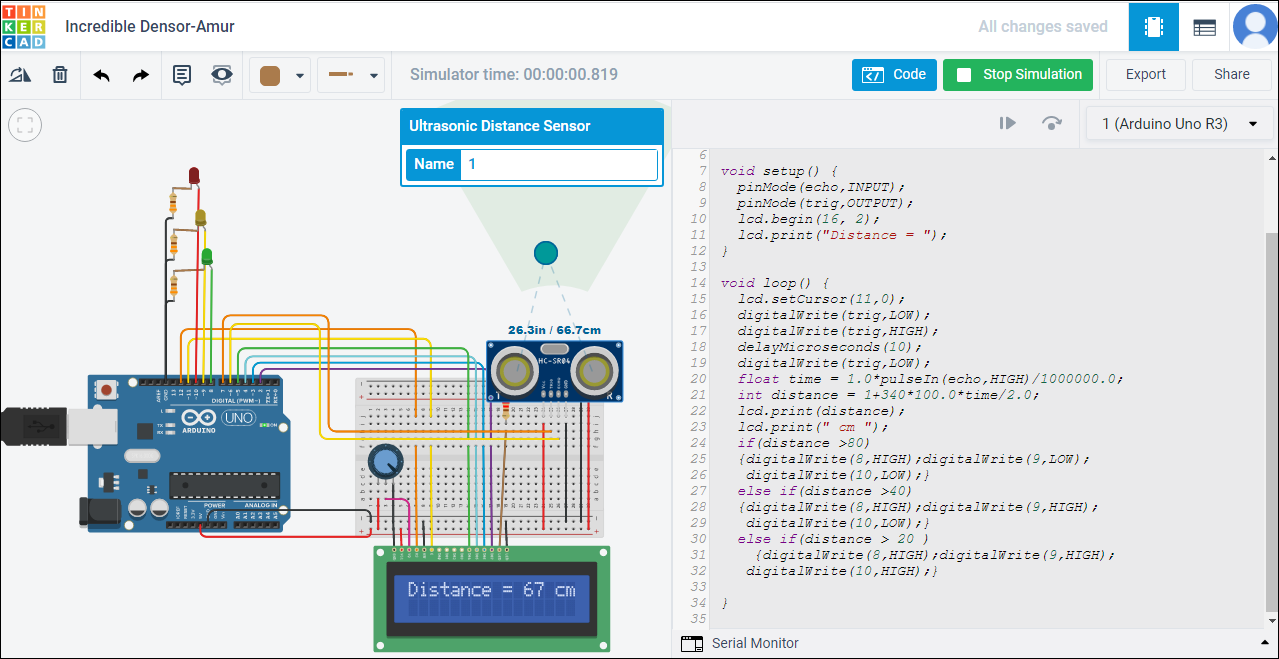 TINKERCAD
Incredible Densor-Amur
All changes saved
Simulator time: 00:00:00.819
Code
Stop Simulation
Export
Share
Ultrasonic Distance Sensor
Name 1
1 (Arduino Uno R3)
26.3in / 66.7cm
HC-SR04
T R
DIGITAL (PWM~)
UNO
ARDUINO
TX
RX
L
ON
POWER
ANALOG IN
Distance = 67 cm
6
7 void setup() {
8 pinMode(echo,INPUT);
9 pinMode(trig,OUTPUT);
10 lcd.begin(16, 2);
11 lcd.print("Distance = ");
12 }
13
14 void loop() {
15 lcd.setCursor(11,0);
16 digitalWrite(trig,LOW);
17 digitalWrite(trig,HIGH);
18 delayMicroseconds(10);
19 digitalWrite(trig,LOW);
20 float time = 1.0*pulseIn(echo,HIGH)/1000000.0;
21 int distance = 1+340*100.0*time/2.0;
22 lcd.print(distance);
23 lcd.print(" cm ");
24 if(distance >80)
25 {digitalWrite(8,HIGH);digitalWrite(9,LOW);
26 digitalWrite(10,LOW);}
27 else if(distance >40)
28 {digitalWrite(8,HIGH);digitalWrite(9,HIGH);
29 digitalWrite(10,LOW);}
30 else if(distance > 20 )
31 {digitalWrite(8,HIGH);digitalWrite(9,HIGH);
32 digitalWrite(10,HIGH);}
33
34 }
35
Serial Monitor